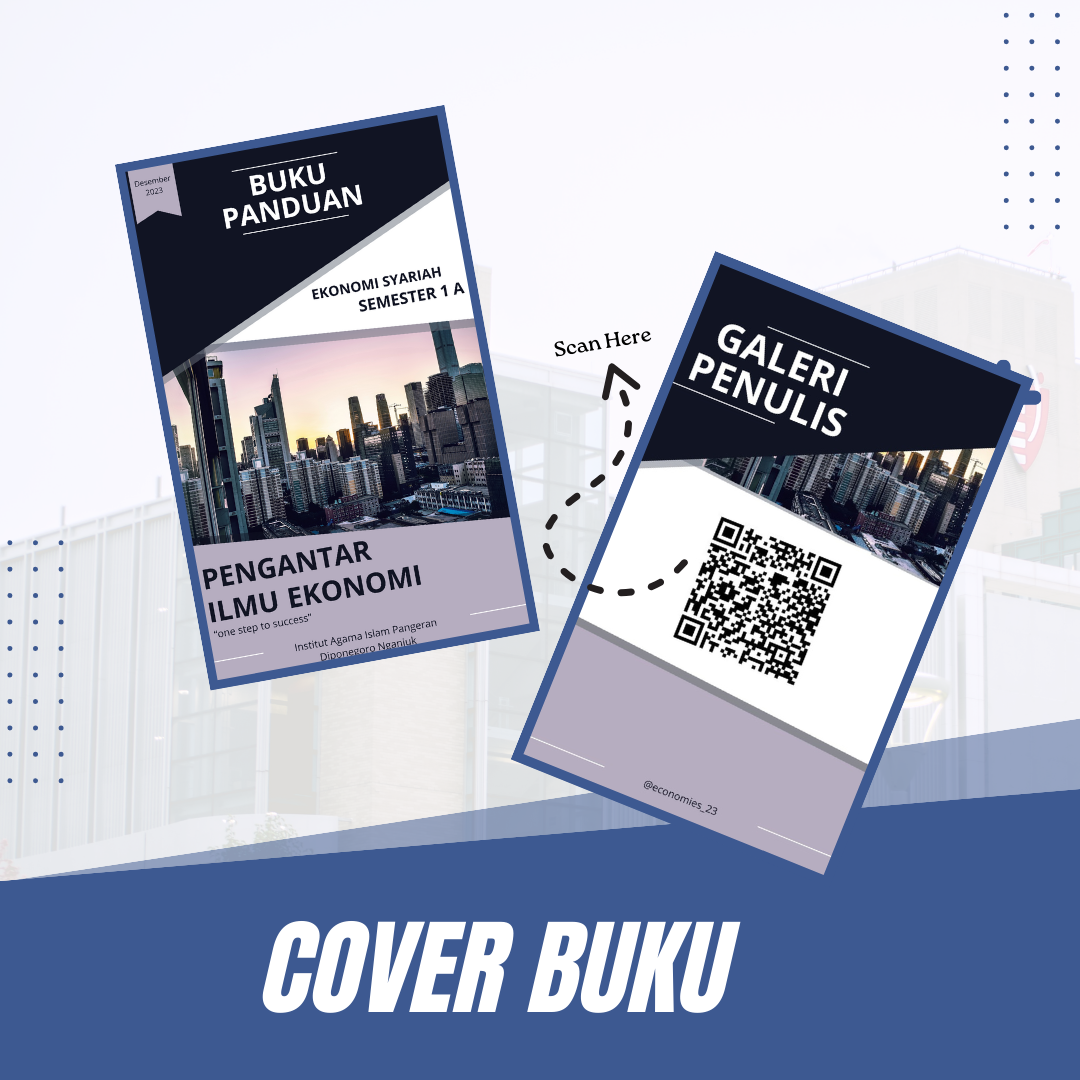 Desember
2023
BUKU
PANDUAN
EKONOMI SYARIAH
SEMESTER 1 A
PENGANTAR
ILMU EKONOMI
"one step to success"
Institut Agama Islam Pangeran
Diponegoro Nganjuk
Scan Here
GALERI
PENULIS
@economies_23
COVER BUKU